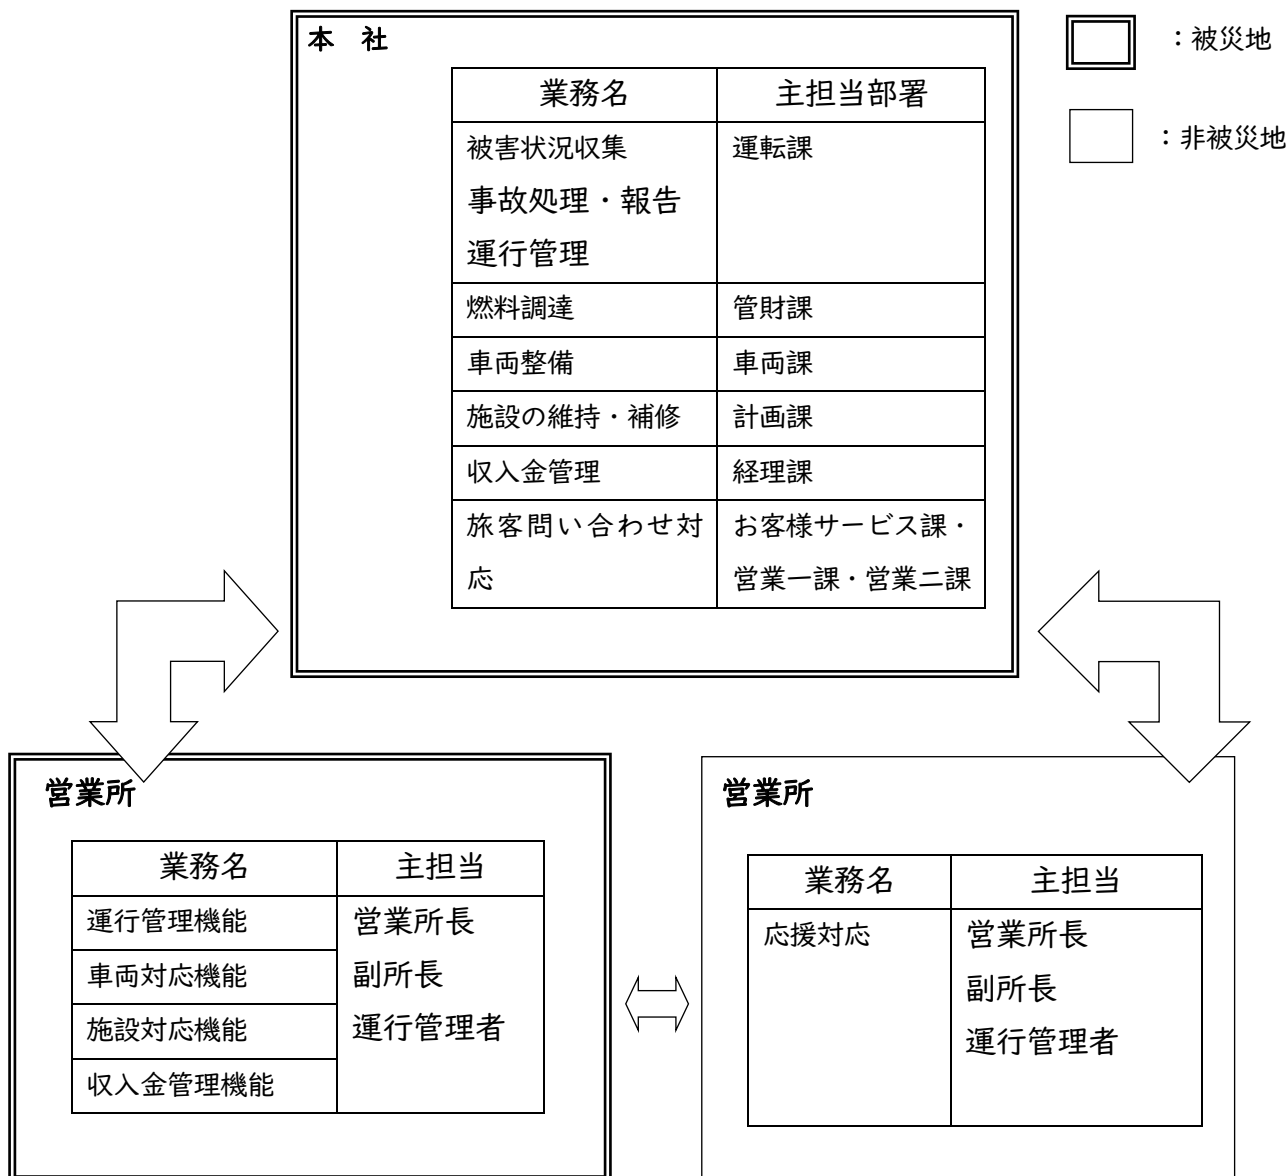 本 社
：被災地
：非被災地
業務名 主担当部署
被害状況収集 運転課
事故処理・報告
運行管理
燃料調達 管財課
車両整備 車両課
施設の維持・補修 計画課
収入金管理 経理課
旅客問い合わせ対 お客様サービス課・
応 営業一課・営業二課
営業所
業務名 主担当
運行管理機能 営業所長
車両対応機能 副所長
施設対応機能 運行管理者
収入金管理機能
営業所
業務名 主担当
応援対応 営業所長
副所長
運行管理者